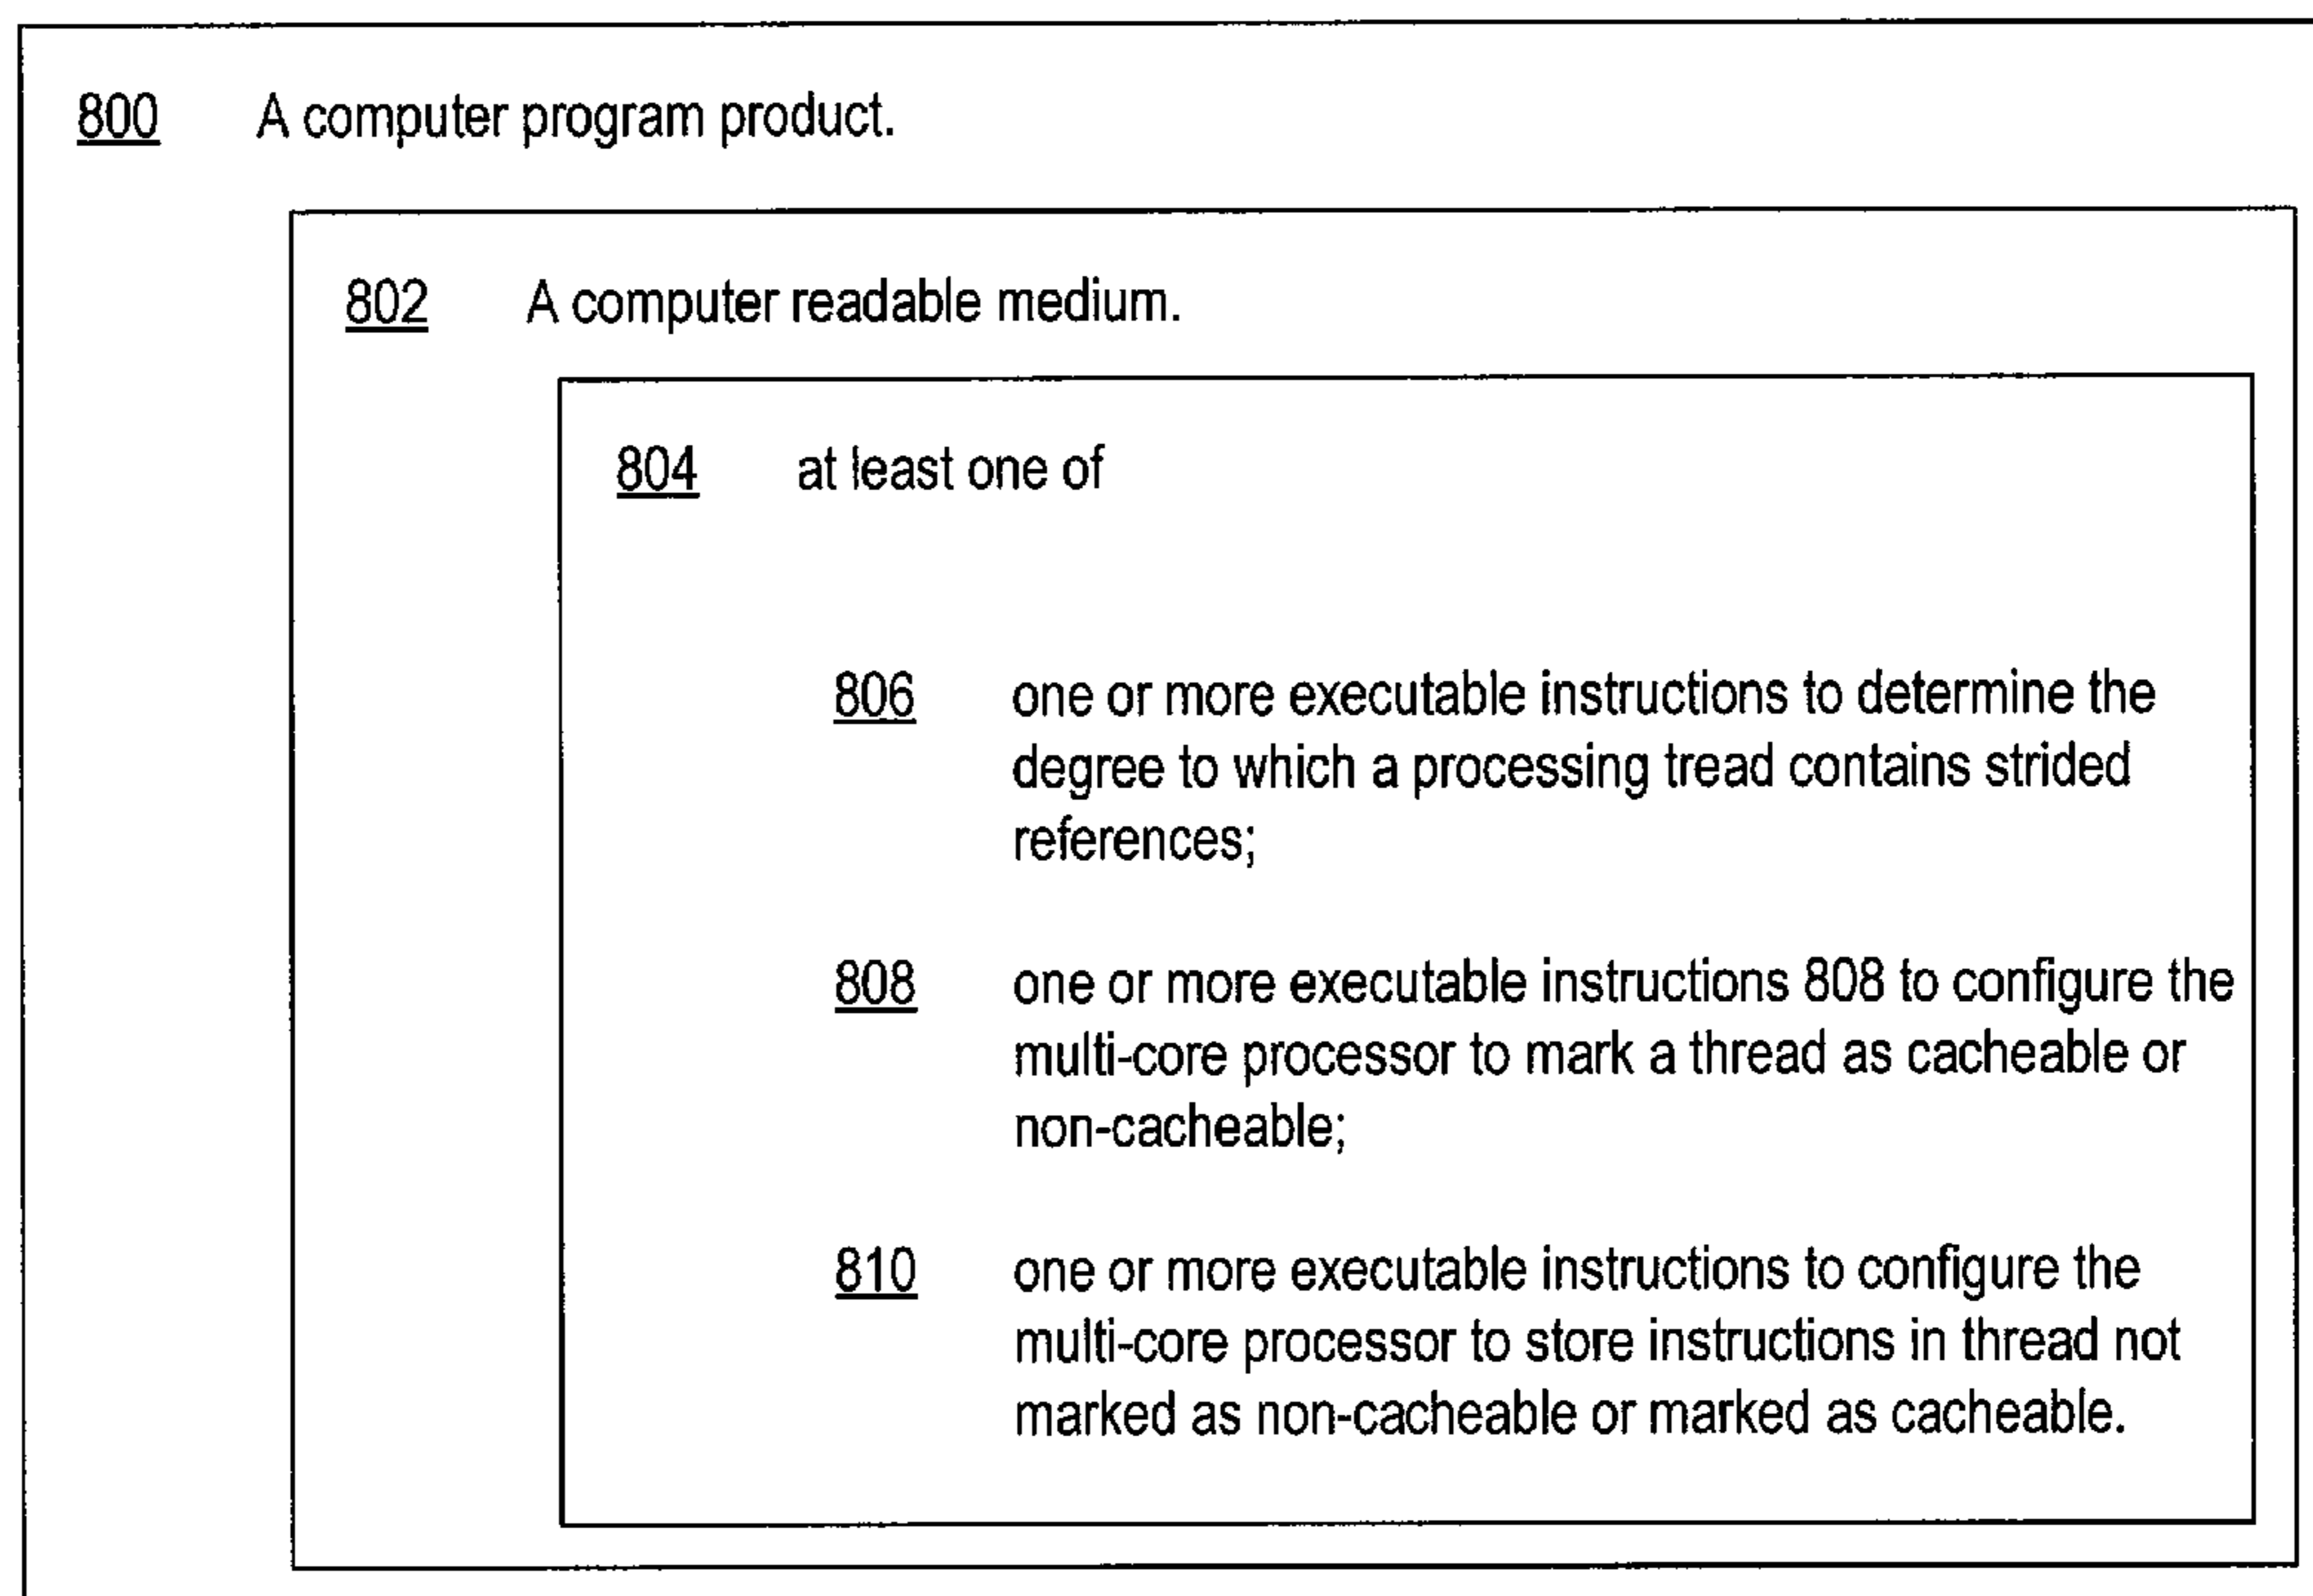 800 A computer program product.
802 A computer readable medium.
804 at least one of
806 one or more executable instructions to determine the
degree to which a processing tread contains strided
references;
808 one or more executable instructions 808 to configure the
multi-core processor to mark a thread as cacheable or
non-cacheable;
810 one or more executable instructions to configure the
multi-core processor to store instructions in thread not
marked as non-cacheable or marked as cacheable.